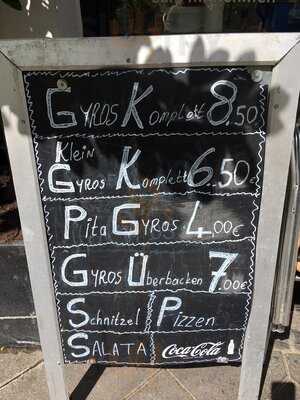 Gyros Komplett 8.50
Klein
Gyros Komplett 6.50€
Pita Gyros 4.00€
Gyros Überbacken 7.00€
Schnitzel Pizzen
SALATA Coca-Cola